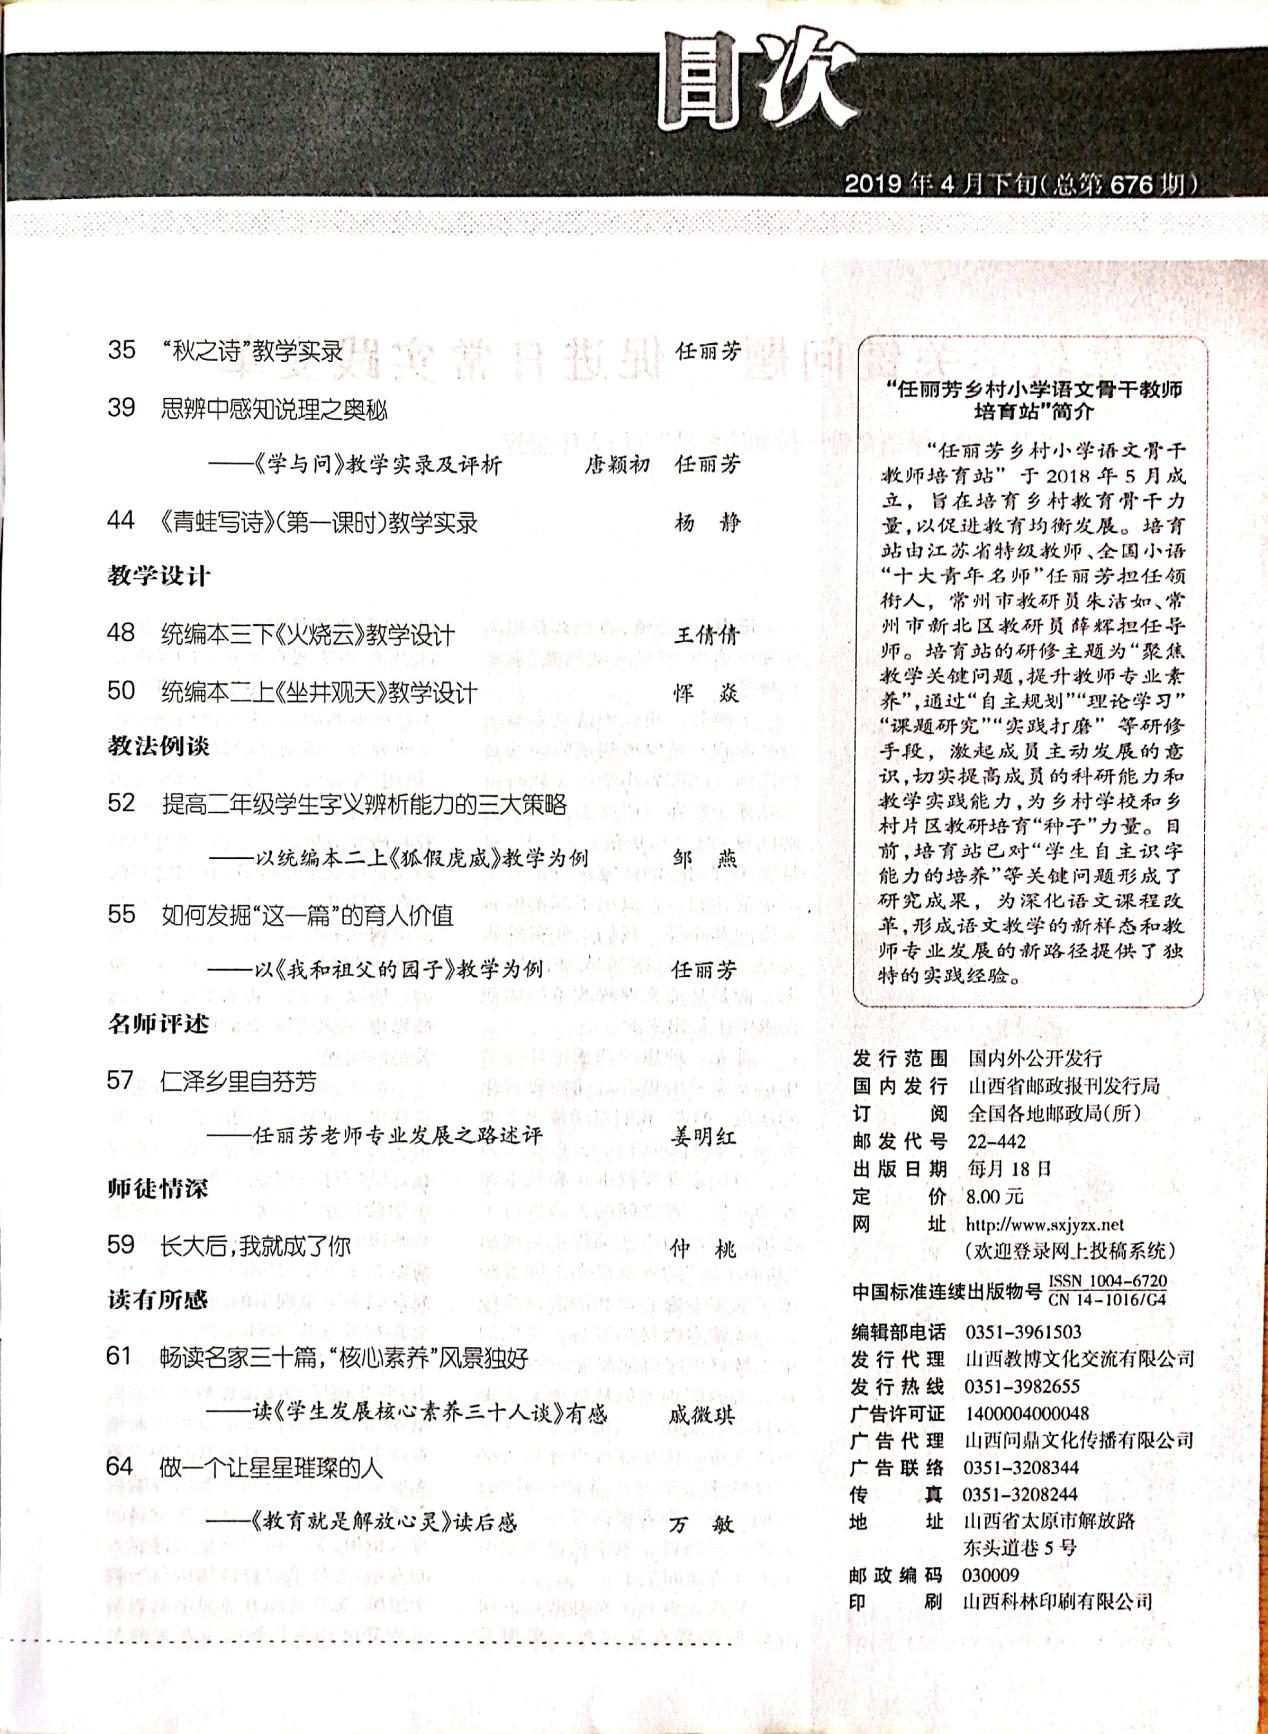 目次
2019年4月下旬(总第676期)
35 “秋之诗”教学实录 任丽芳
39 思辨中感知说理之奥秘
——《学与问》教学实录及评析 唐颖初 任丽芳
44 《青蛙写诗》(第一课时)教学实录 杨 静
教学设计
48 统编本三下《火烧云》教学设计 王倩倩
50 统编本二上《坐井观天》教学设计 恽 焱
教法例谈
52 提高二年级学生字义辨析能力的三大策略
——以统编本二上《狐假虎威》教学为例 邹 燕
55 如何发掘“这一篇”的育人价值
——以《我和祖父的园子》教学为例 任丽芳
名师评述
57 仁泽乡里自芬芳
——任丽芳老师专业发展之路述评 姜明红
师徒情深
59 长大后,我就成了你 仲 桃
读有所感
61 畅读名家三十篇,“核心素养”风景独好
——读《学生发展核心素养三十人谈》有感 戚微琪
64 做一个让星星璀璨的人
——《教育就是解放心灵》读后感 万 敏
“任丽芳乡村小学语文骨干教师
培育站”简介
“任丽芳乡村小学语文骨干
教师培育站” 于2018年5月成
立, 旨在培育乡村教育骨干力
量,以促进教育均衡发展。培育
站由江苏省特级教师、全国小语
“十大青年名师”任丽芳担任领
衔人, 常州市教研员朱洁如、常
州市新北区教研员薛辉担任导
师。培育站的研修主题为“聚焦
教学关键问题,提升教师专业素
养”,通过“自主规划”“理论学习”
“课题研究”“实践打磨” 等研修
手段, 激起成员主动发展的意
识,切实提高成员的科研能力和
教学实践能力,为乡村学校和乡
村片区教研培育“种子”力量。目
前,培育站已对“学生自主识字
能力的培养”等关键问题形成了
研究成果, 为深化语文课程改
革,形成语文教学的新样态和教
师专业发展的新路径提供了独
特的实践经验。
发行范围 国内外公开发行
国内发行 山西省邮政报刊发行局
订 阅 全国各地邮政局(所)
邮发代号 22-442
出版日期 每月18日
定 价 8.00元
网 址 http://www.sxjyzx.net
(欢迎登录网上投稿系统)
中国标准连续出版物号 ISSN 1004-6720
CN 14-1016/G4
编辑部电话 0351-3961503
发行代理 山西教博文化交流有限公司
发行热线 0351-3982655
广告许可证 1400004000048
广告代理 山西问鼎文化传播有限公司
广告联络 0351-3208344
传 真 0351-3208244
地 址 山西省太原市解放路
东头道巷5号
邮政编码 030009
印 刷 山西科林印刷有限公司